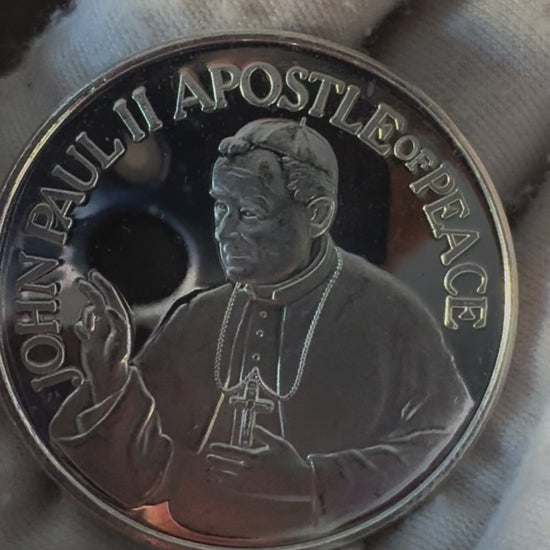 JOHN PAUL II APOSTLE OF PEACE